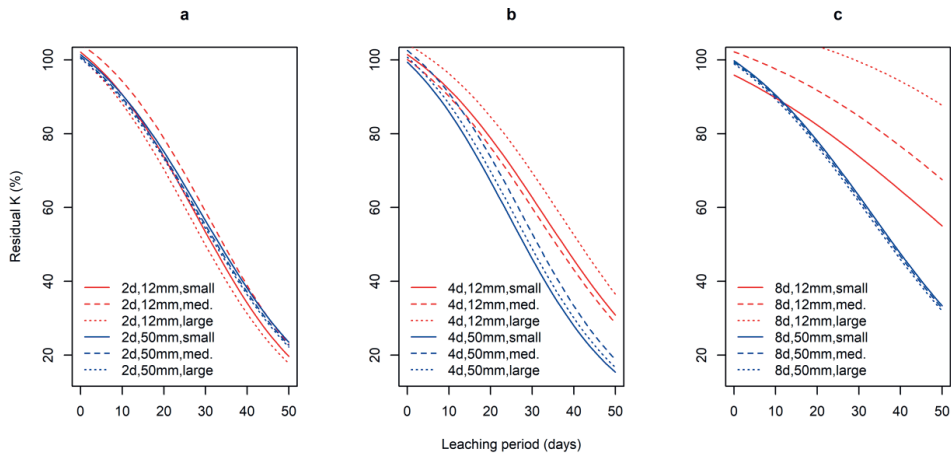 a
b
c
Residual K (%)
100
80
60
40
20
2d,12mm,small
2d,12mm,med.
2d,12mm,large
2d,50mm,small
2d,50mm,med.
2d,50mm,large
0 10 20 30 40 50
100
80
60
40
20
4d,12mm,small
4d,12mm,med.
4d,12mm,large
4d,50mm,small
4d,50mm,med.
4d,50mm,large
0 10 20 30 40 50
100
80
60
40
20
8d,12mm,small
8d,12mm,med.
8d,12mm,large
8d,50mm,small
8d,50mm,med.
8d,50mm,large
0 10 20 30 40 50
Leaching period (days)